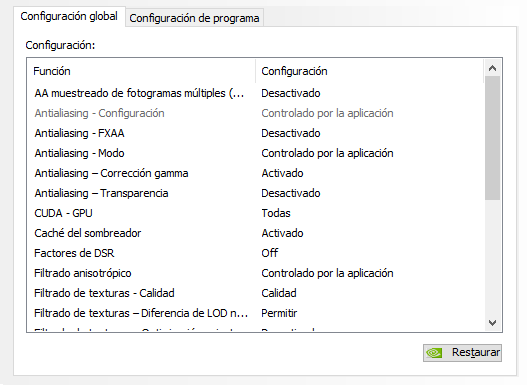 Configuración global Configuración de programa
Configuración:
Función Configuración
AA muestreado de fotogramas múltiples (... Desactivado
Antialiasing - Configuración Controlado por la aplicación
Antialiasing - FXAA Desactivado
Antialiasing - Modo Controlado por la aplicación
Antialiasing – Corrección gamma Activado
Antialiasing – Transparencia Desactivado
CUDA - GPU Todas
Caché del sombreador Activado
Factores de DSR Off
Filtrado anisotrópico Controlado por la aplicación
Filtrado de texturas - Calidad Calidad
Filtrado de texturas – Diferencia de LOD n... Permitir
Restaurar